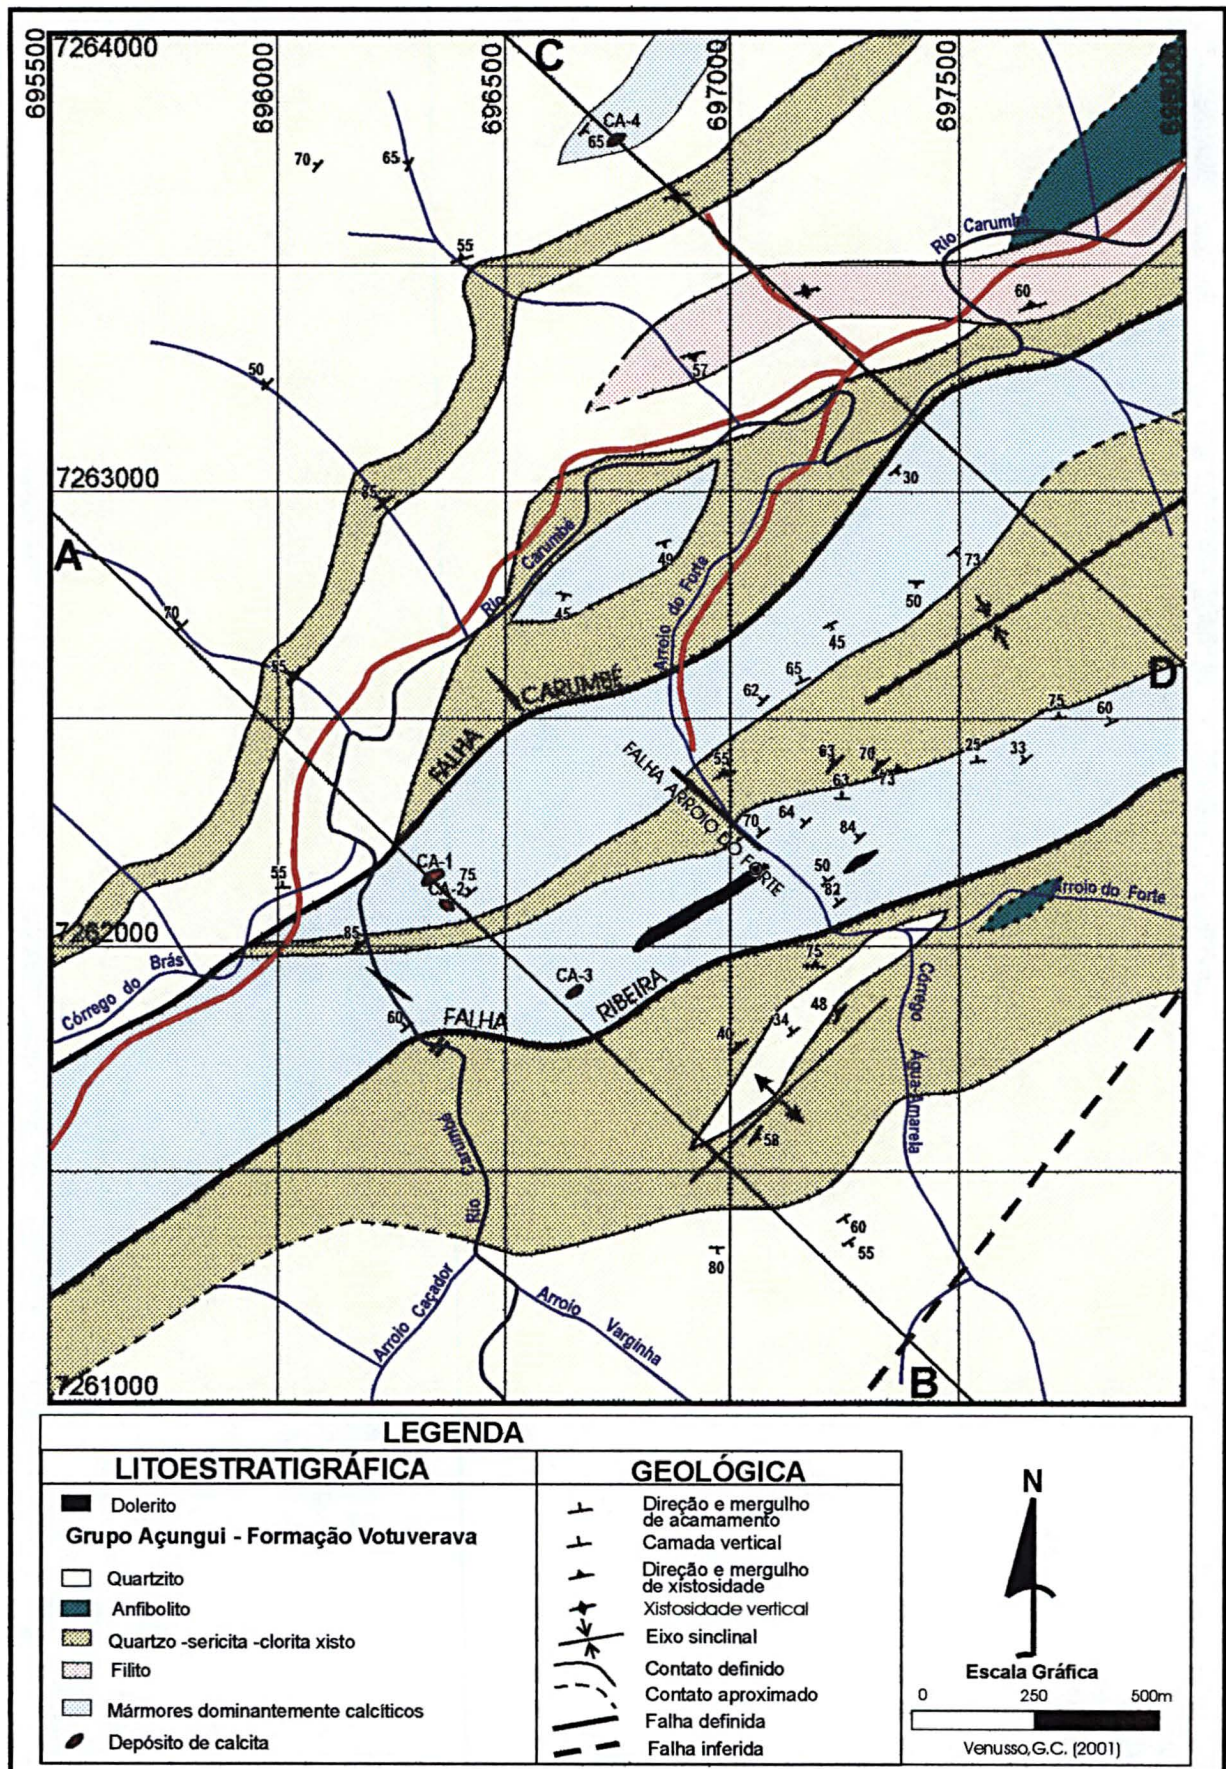 695500
7264000
696000
696500
697000
697500
C
CA-4
65
70
65
55
Rio Carumbé
60
57
50
7263000
85
30
A
Rio Carumbé
49
45
Arroio do Forte
73
50
45
70
55
65
62
D
FALHA CARUMBÉ
75
60
FALHA ARROIO DO FORTE
55
63
70
73
25
33
63
64
70
84
CA-1
CA-2
75
55
50
82
Arroio do Forte
7262000
85
Córrego do Brás
CA-3
75
FALHA RIBEIRA
60
48
34
40
Córrego Água-Amarela
58
Rio Carumbé
60
55
80
Arroio Caçador
Arroio Varginha
7261000
B
LEGENDA
LITOESTRATIGRÁFICA
Dolerito
Grupo Açungui - Formação Votuverava
Quartzito
Anfibolito
Quartzo -sericita -clorita xisto
Filito
Mármores dominantemente calcíticos
Depósito de calcita
GEOLÓGICA
Direção e mergulho
de acamamento
Camada vertical
Direção e mergulho
de xistosidade
Xistosidade vertical
Eixo sinclinal
Contato definido
Contato aproximado
Falha definida
Falha inferida
N
Escala Gráfica
0 250 500m
Venusso,G.C. (2001)